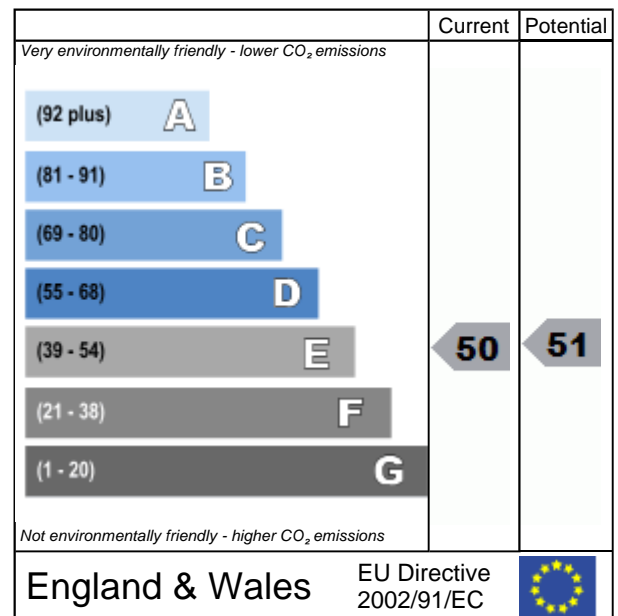 Current Potential
Very environmentally friendly - lower CO₂ emissions
(92 plus) A
(81 - 91) B
(69 - 80) C
(55 - 68) D
(39 - 54) E 50 51
(21 - 38) F
(1 - 20) G
Not environmentally friendly - higher CO₂ emissions
England & Wales
EU Directive
2002/91/EC